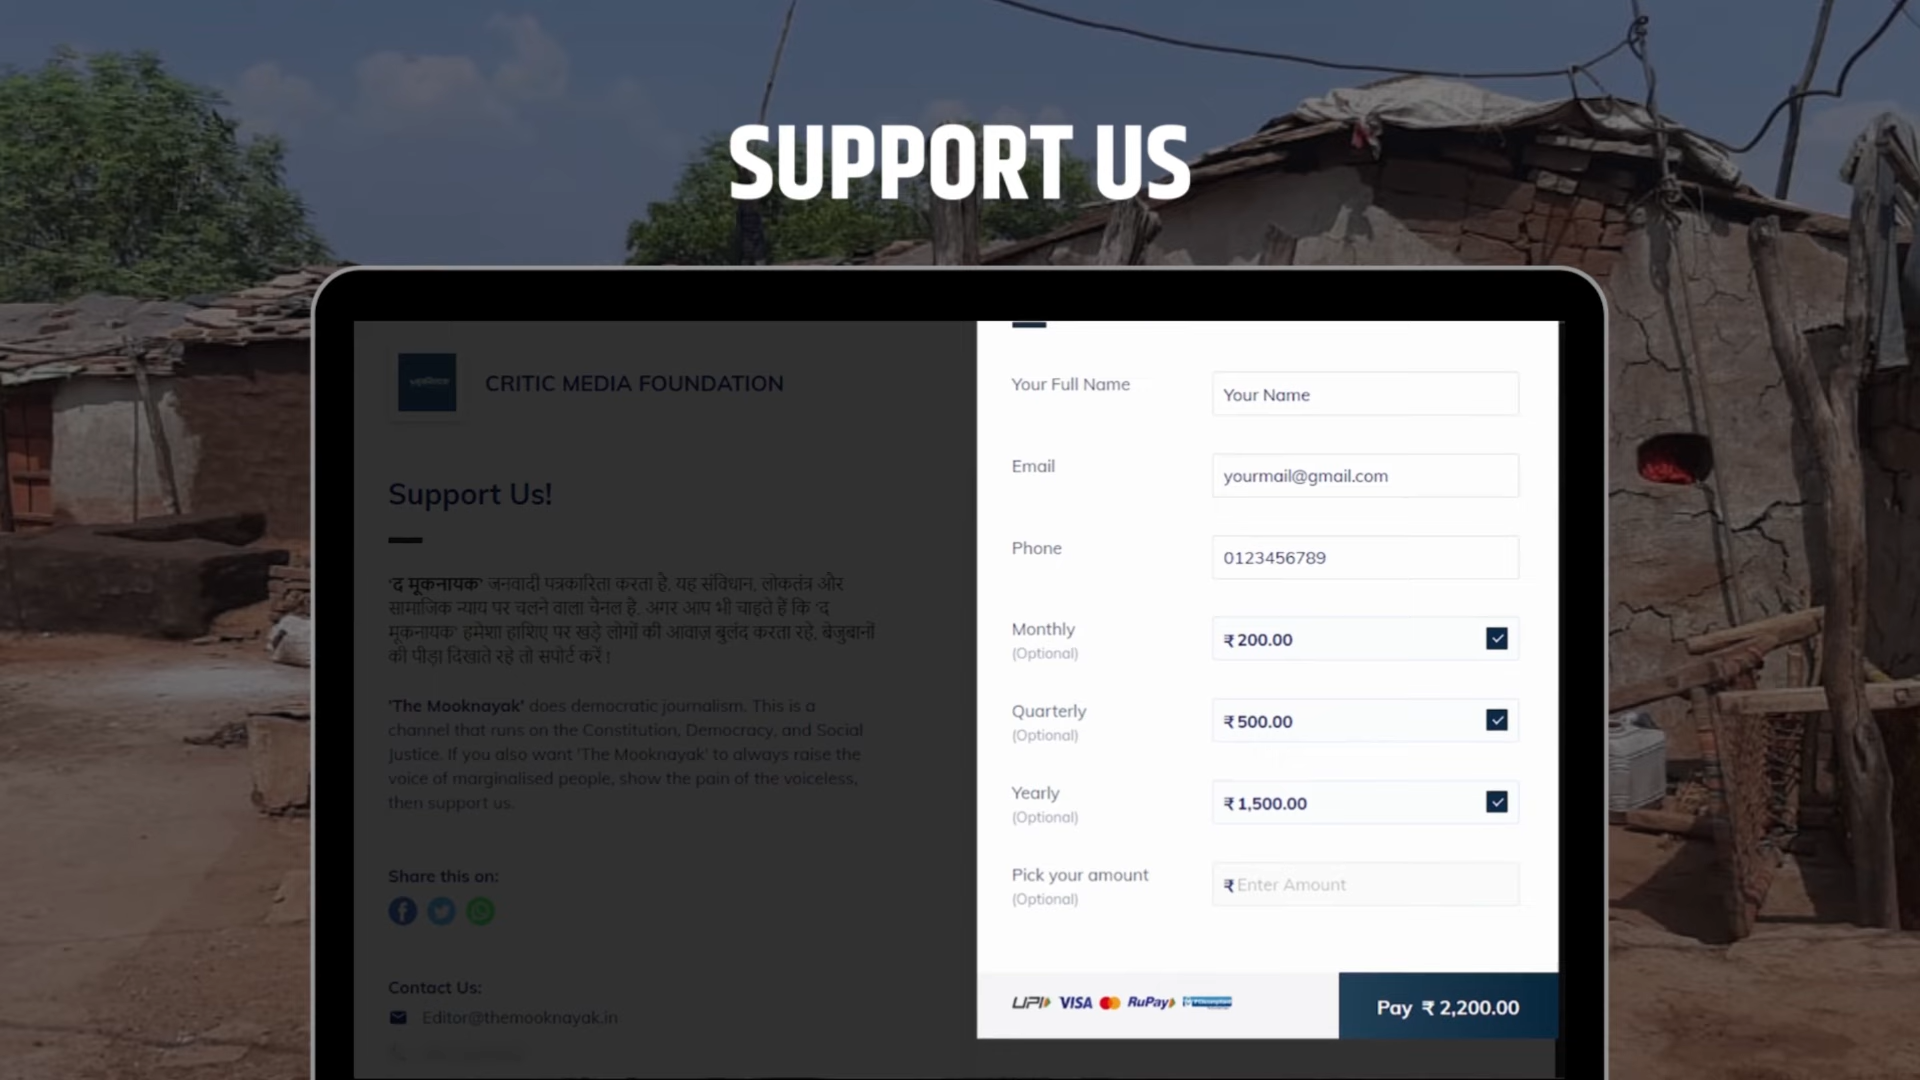 SUPPORT US
CRITIC MEDIA FOUNDATION
Support Us!
'द मूकनायक' जनवादी पत्रकारिता करता है. यह संविधान, लोकतंत्र और
सामाजिक न्याय पर चलने वाला चैनल है. अगर आप भी चाहते हैं कि 'द
मूकनायक' हमेशा हाशिए पर खड़े लोगों की आवाज़ बुलंद करता रहे, बेजुबानों
की पीड़ा दिखाते रहे तो सपोर्ट करें !
'The Mooknayak' does democratic journalism. This is a
channel that runs on the Constitution, Democracy, and Social
Justice. If you also want 'The Mooknayak' to always raise the
voice of marginalised people, show the pain of the voiceless,
then support us.
Share this on:
Contact Us:
Editor@themooknayak.in
Your Full Name
Your Name
Email
yourmail@gmail.com
Phone
0123456789
Monthly
(Optional)
₹ 200.00
Quarterly
(Optional)
₹ 500.00
Yearly
(Optional)
₹ 1,500.00
Pick your amount
(Optional)
₹ Enter Amount
UPI VISA RuPay
Pay ₹ 2,200.00